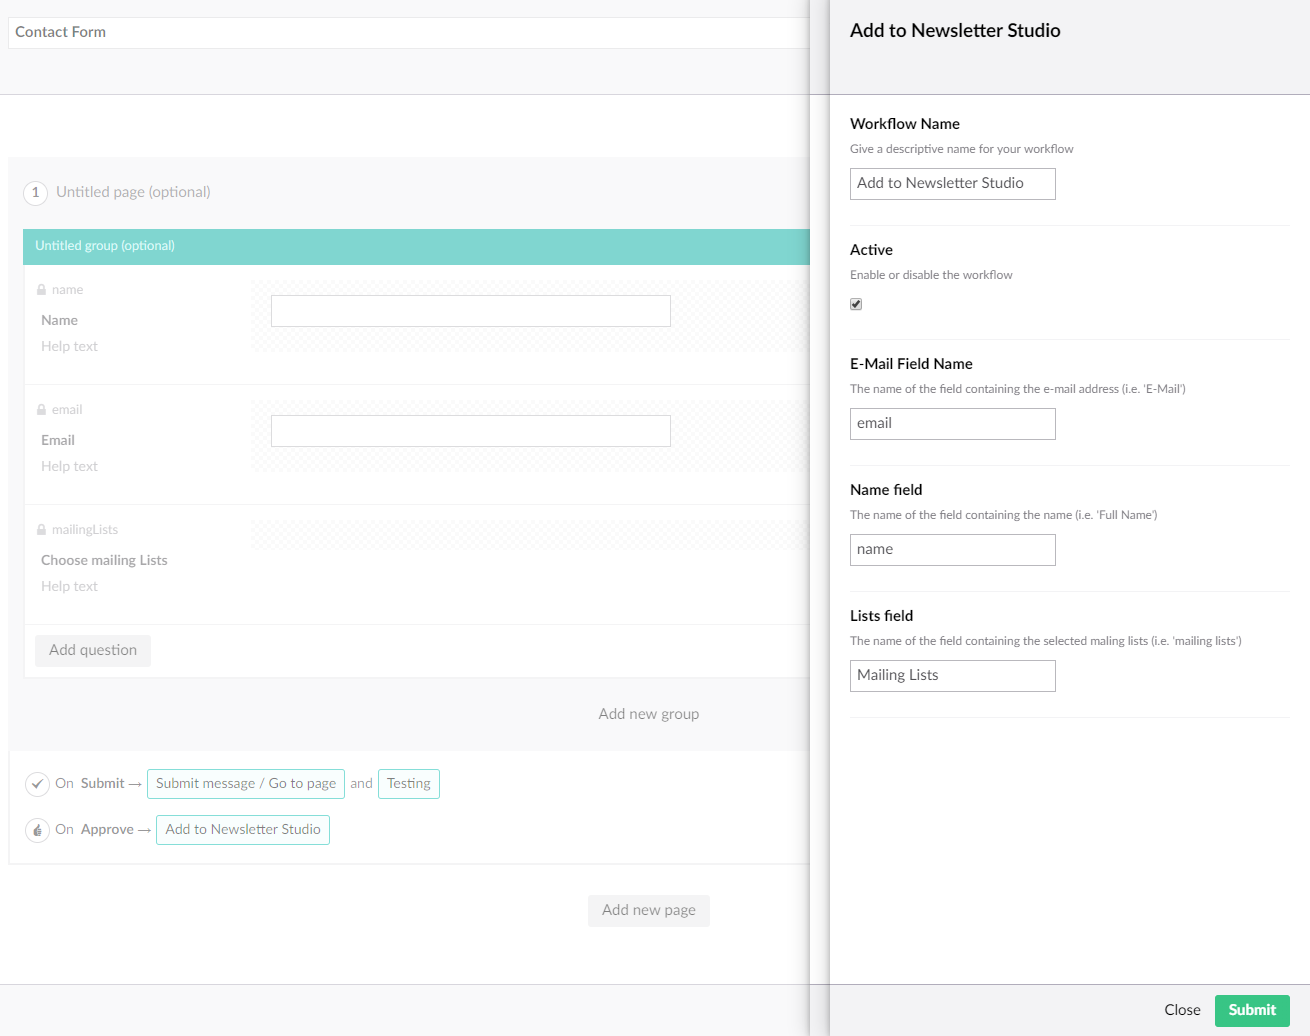 Contact Form
1 Untitled page (optional)
Untitled group (optional)
name
Name
Help text
email
Email
Help text
mailingLists
Choose mailing Lists
Help text
Add question
Add new group
On Submit → Submit message / Go to page and Testing
On Approve → Add to Newsletter Studio
Add new page
Add to Newsletter Studio
Workflow Name
Give a descriptive name for your workflow
Add to Newsletter Studio
Active
Enable or disable the workflow
E-Mail Field Name
The name of the field containing the e-mail address (i.e. 'E-Mail')
email
Name field
The name of the field containing the name (i.e. 'Full Name')
name
Lists field
The name of the field containing the selected maling lists (i.e. 'mailing lists')
Mailing Lists
Close Submit